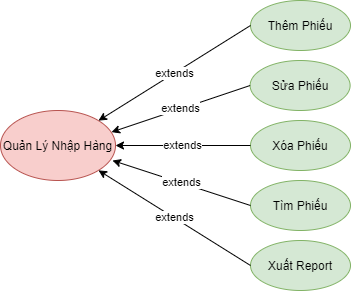 Thêm Phiếu
extends
Sửa Phiếu
extends
Quản Lý Nhập Hàng
extends
Xóa Phiếu
extends
Tìm Phiếu
extends
Xuất Report